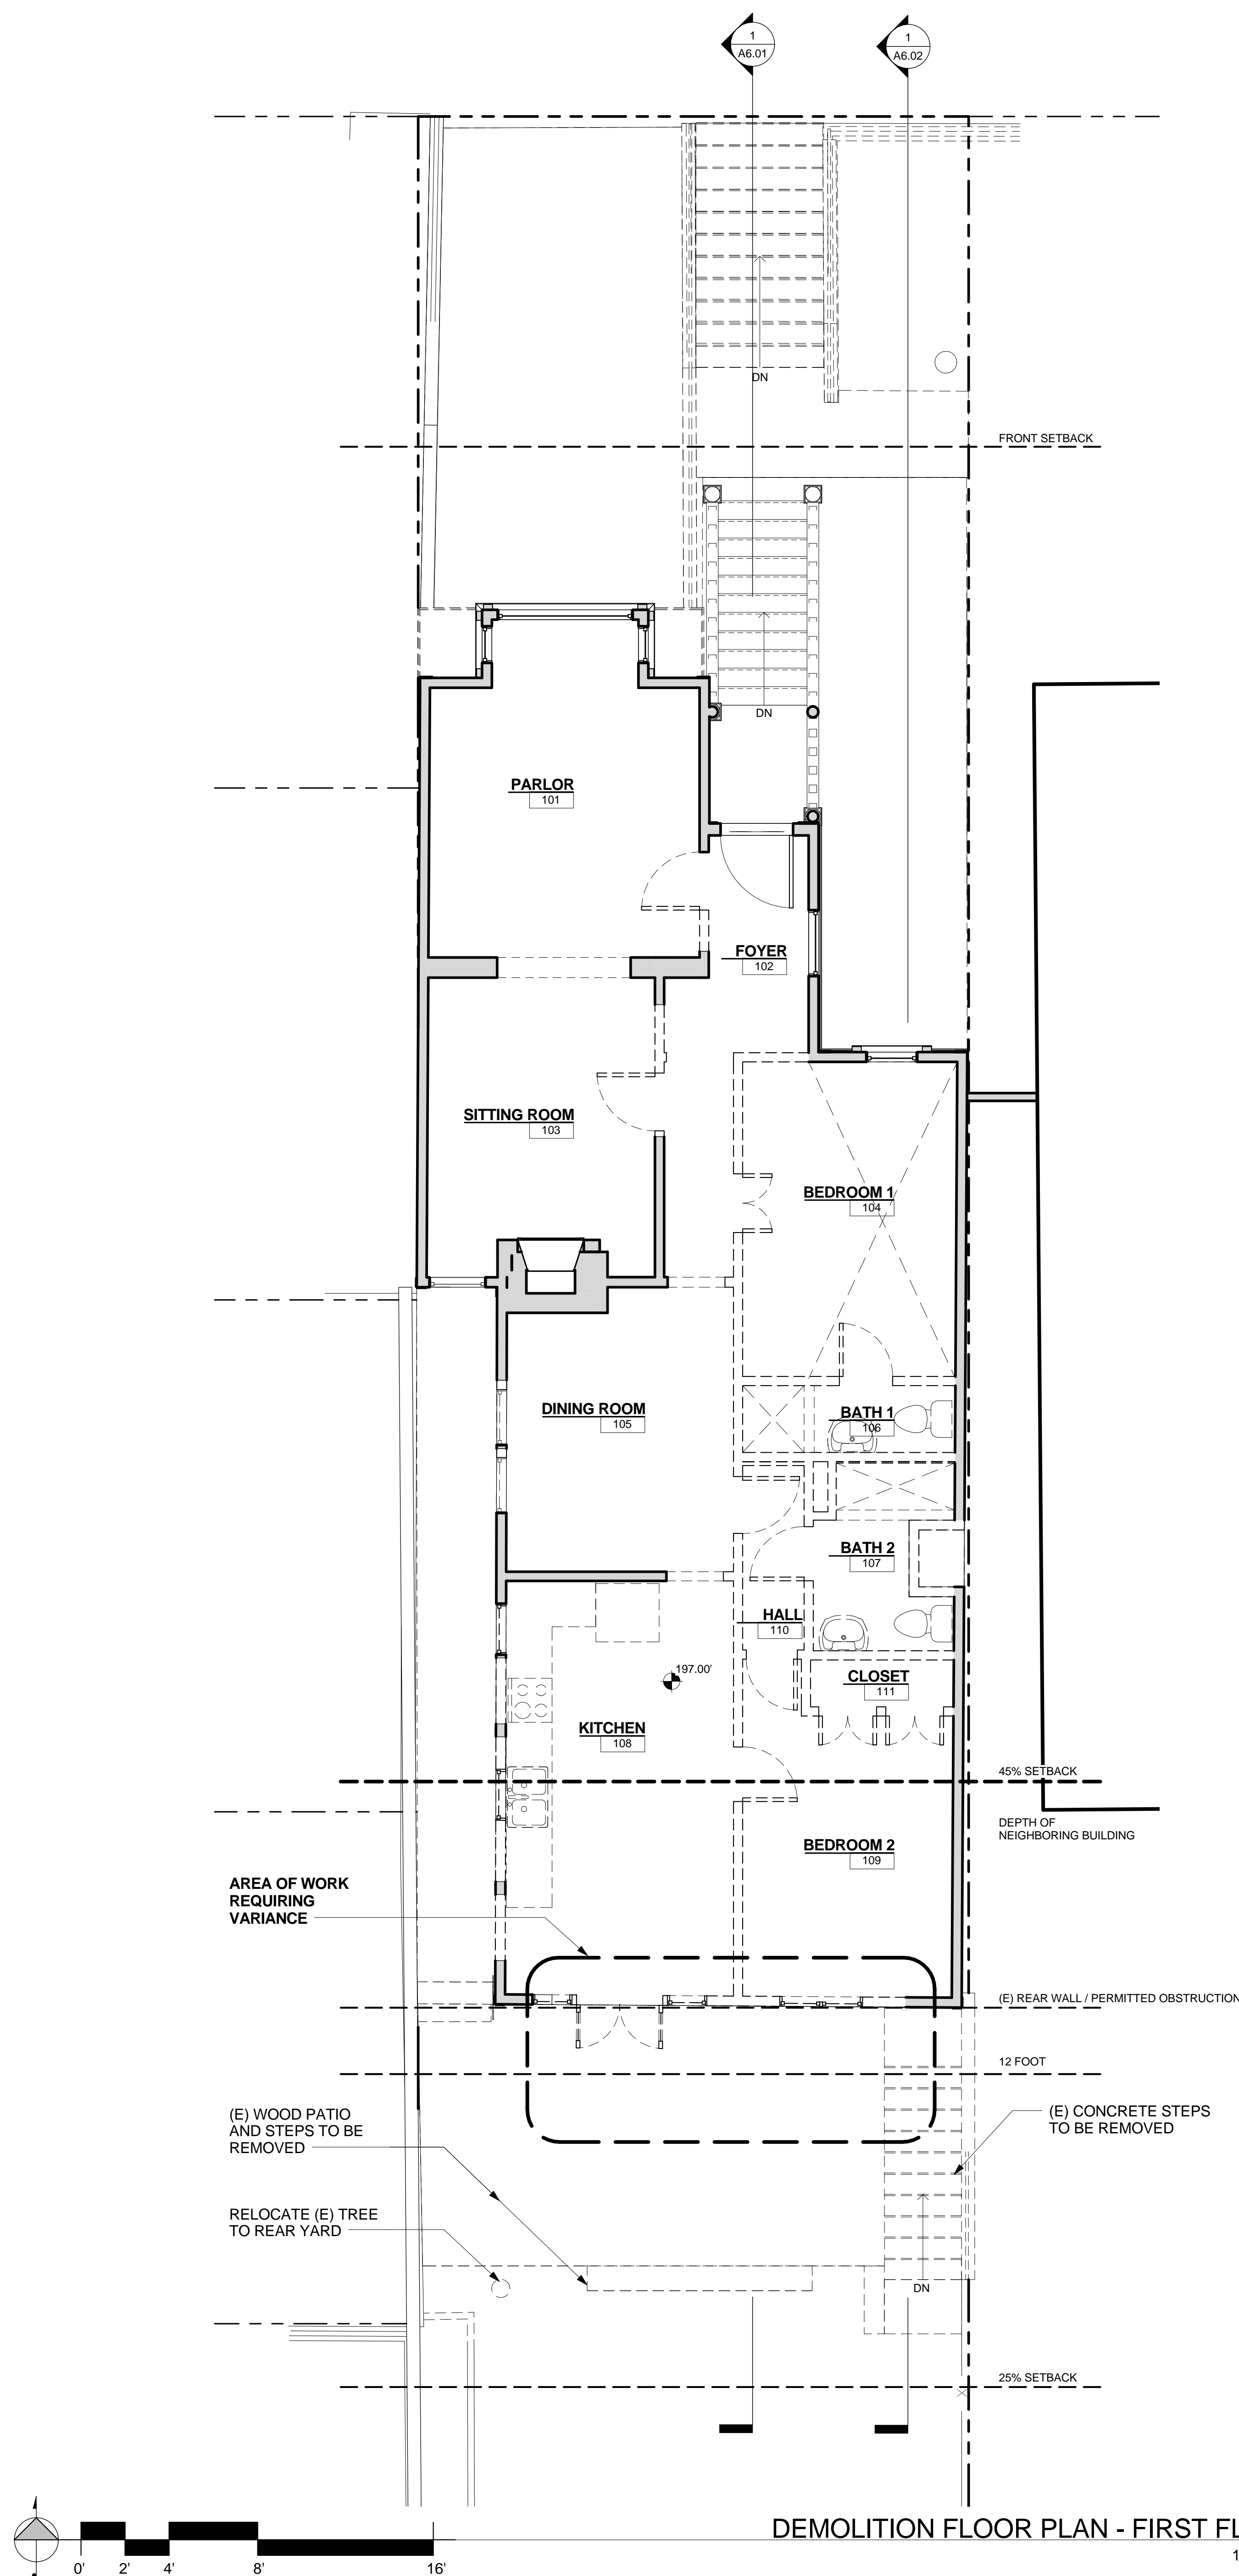 1
A6.01
1
A6.02
DN
FRONT SETBACK
DN
PARLOR
101
FOYER
102
SITTING ROOM
103
BEDROOM 1
104
DINING ROOM
105
BATH 1
106
BATH 2
107
HALL
110
197.00'
CLOSET
111
KITCHEN
108
45% SETBACK
DEPTH OF
NEIGHBORING BUILDING
BEDROOM 2
109
AREA OF WORK
REQUIRING
VARIANCE
(E) REAR WALL / PERMITTED OBSTRUCTION
12 FOOT
(E) WOOD PATIO
AND STEPS TO BE
REMOVED
(E) CONCRETE STEPS
TO BE REMOVED
RELOCATE (E) TREE
TO REAR YARD
DN
25% SETBACK
DEMOLITION FLOOR PLAN - FIRST FL
1
0' 2' 4' 8' 16'